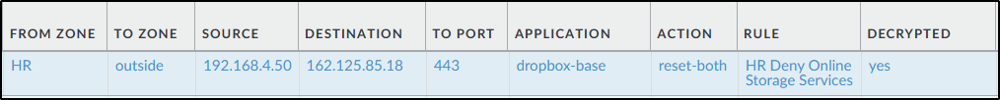 FROM ZONE TO ZONE SOURCE DESTINATION TO PORT APPLICATION ACTION RULE DECRYPTED
HR outside 192.168.4.50 162.125.85.18 443 dropbox-base reset-both HR Deny Online yes
Storage Services